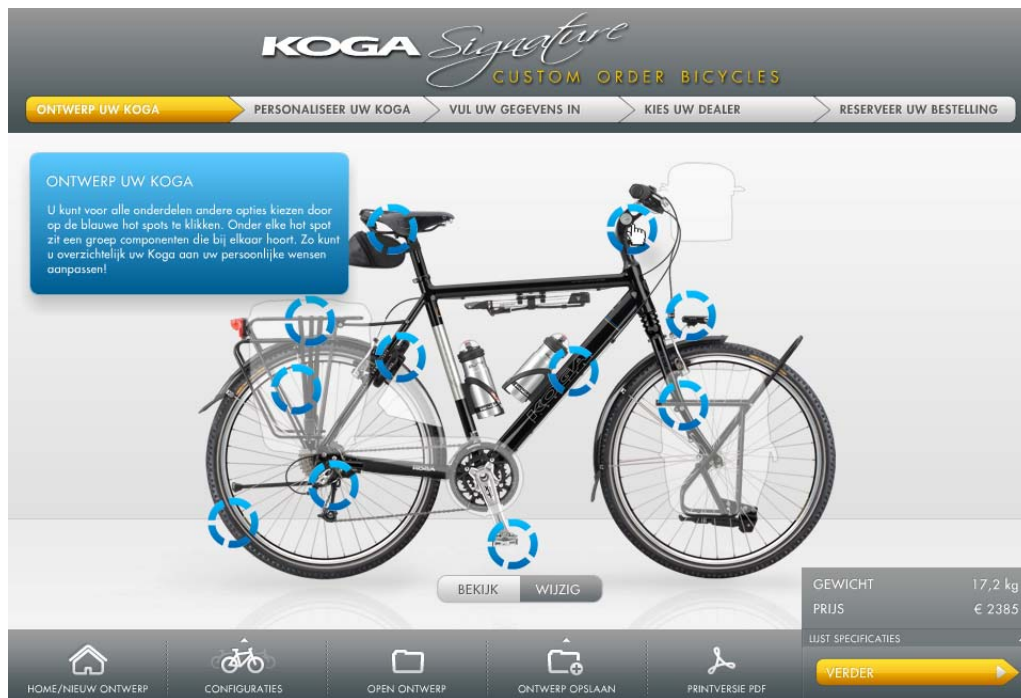 KOGA Signature
CUSTOM ORDER BICYCLES
ONTWERP UW KOGA
PERSONALISEER UW KOGA
VUL UW GEGEVENS IN
KIES UW DEALER
RESERVEER UW BESTELLING
ONTWERP UW KOGA
U kunt voor alle onderdelen andere opties kiezen door
op de blauwe hot spots te klikken. Onder elke hot spot
zit een groep componenten die bij elkaar hoort. Zo kunt
u overzichtelijk uw Koga aan uw persoonlijke wensen
aanpassen!
KOGA
KOGA
BEKIJK
WIJZIG
GEWICHT 17,2 kg
PRIJS € 2385
LIJST SPECIFICATIES
VERDER
HOME/NIEUW ONTWERP
CONFIGURATIES
OPEN ONTWERP
ONTWERP OPSLAAN
PRINTVERSIE PDF